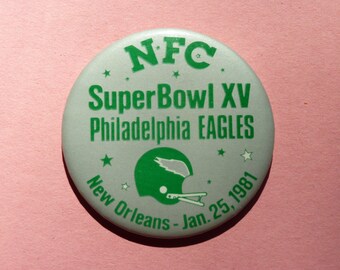 NFC
SuperBowl XV
Philadelphia EAGLES
New Orleans - Jan. 25, 1981